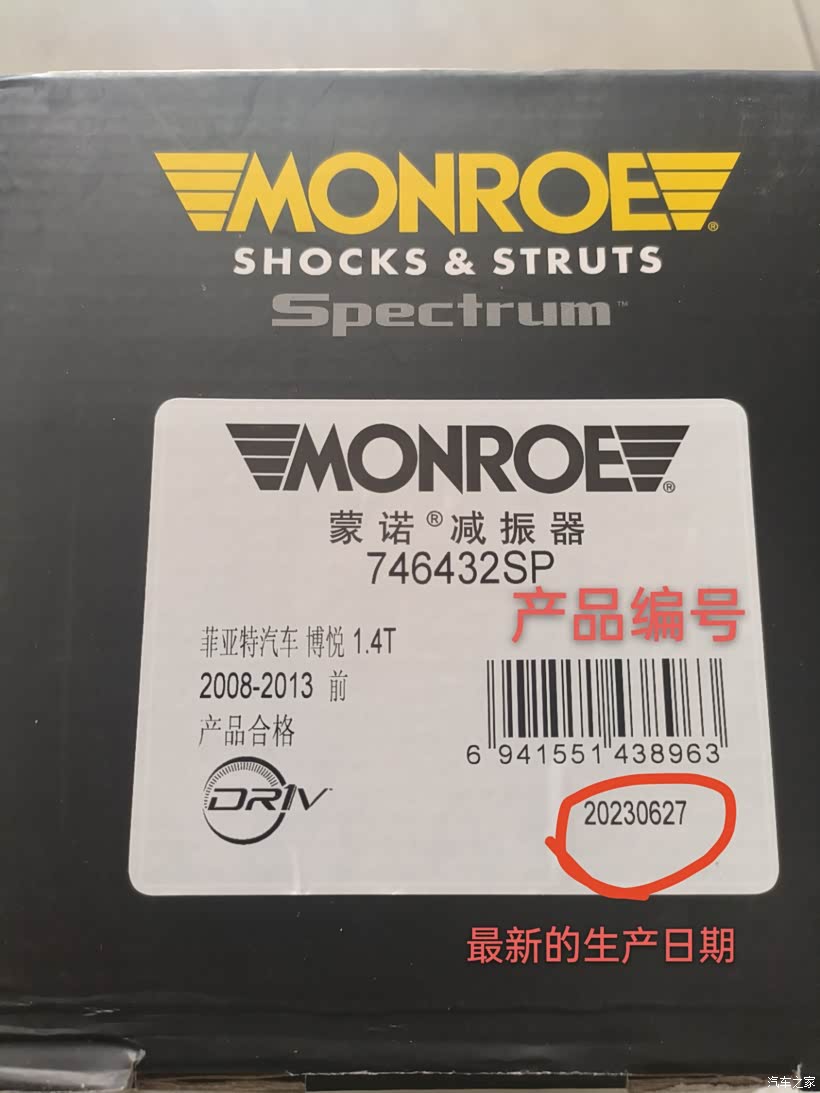 MONROE®
SHOCKS & STRUTS
Spectrum™
MONROE®
蒙诺®减振器
746432SP
产品编号
菲亚特汽车 博悦 1.4T
2008-2013 前
产品合格
6 941551 438963
DR1V™
20230627
最新的生产日期
汽车之家